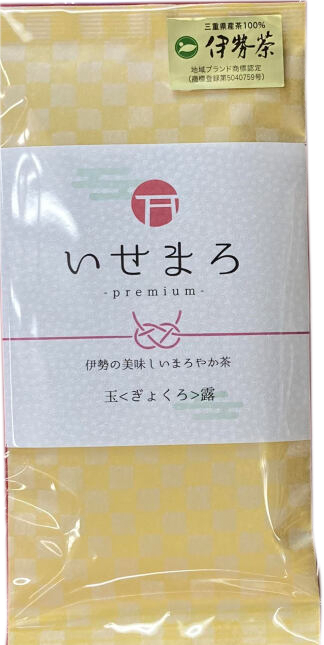 三重県産茶100%
伊勢茶
地域ブランド商標認定
(商標登録第5040759号)
いせまろ
-premium-
伊勢の美味しいまろやか茶
玉<ぎょくろ>露